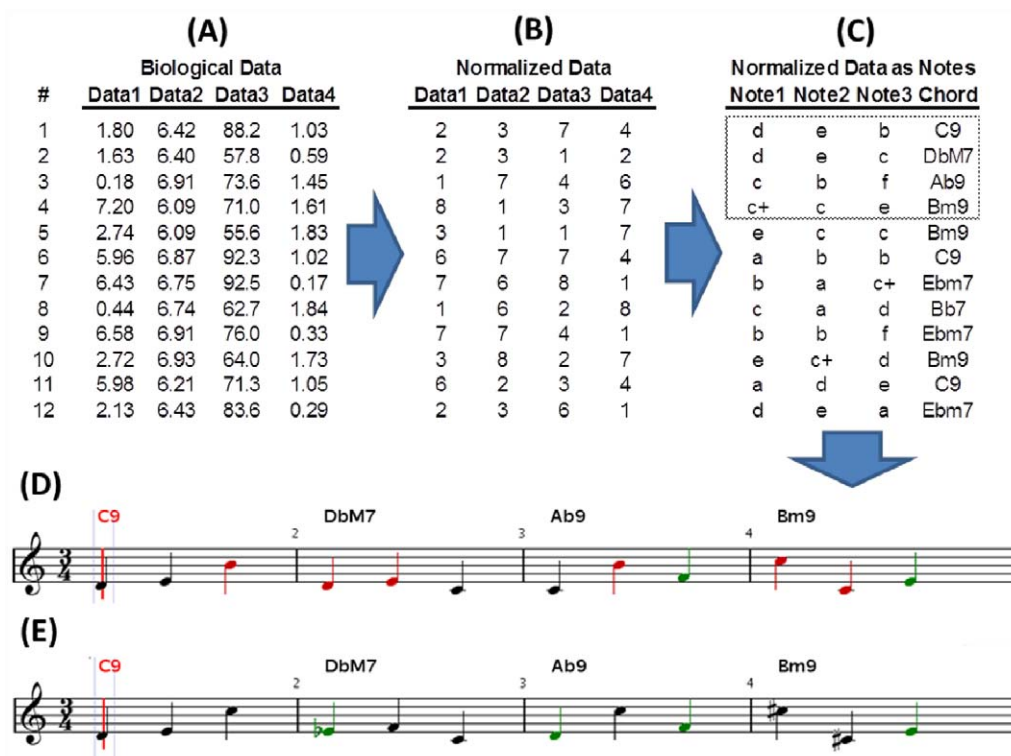 (A) (B) (C)
Biological Data Normalized Data Normalized Data as Notes
# Data1 Data2 Data3 Data4 Data1 Data2 Data3 Data4 Note1 Note2 Note3 Chord
1 1.80 6.42 88.2 1.03 2 3 7 4 d e b C9
2 1.63 6.40 57.8 0.59 2 3 1 2 d e c DbM7
3 0.18 6.91 73.6 1.45 1 7 4 6 c b f Ab9
4 7.20 6.09 71.0 1.61 8 1 3 7 c+ c e Bm9
5 2.74 6.09 55.6 1.83 3 1 1 7 e c c Bm9
6 5.96 6.87 92.3 1.02 6 7 7 4 a b b C9
7 6.43 6.75 92.5 0.17 7 6 8 1 b a c+ Ebm7
8 0.44 6.74 62.7 1.84 1 6 2 8 c a d Bb7
9 6.58 6.91 76.0 0.33 7 7 4 1 b b f Ebm7
10 2.72 6.93 64.0 1.73 3 8 2 7 e c+ d Bm9
11 5.98 6.21 71.3 1.05 6 2 3 4 a d e C9
12 2.13 6.43 83.6 0.29 2 3 6 1 d e a Ebm7
(D)
C9 DbM7 Ab9 Bm9
2 3 4
3
4
(E)
C9 DbM7 Ab9 Bm9
2 3 4
3
4